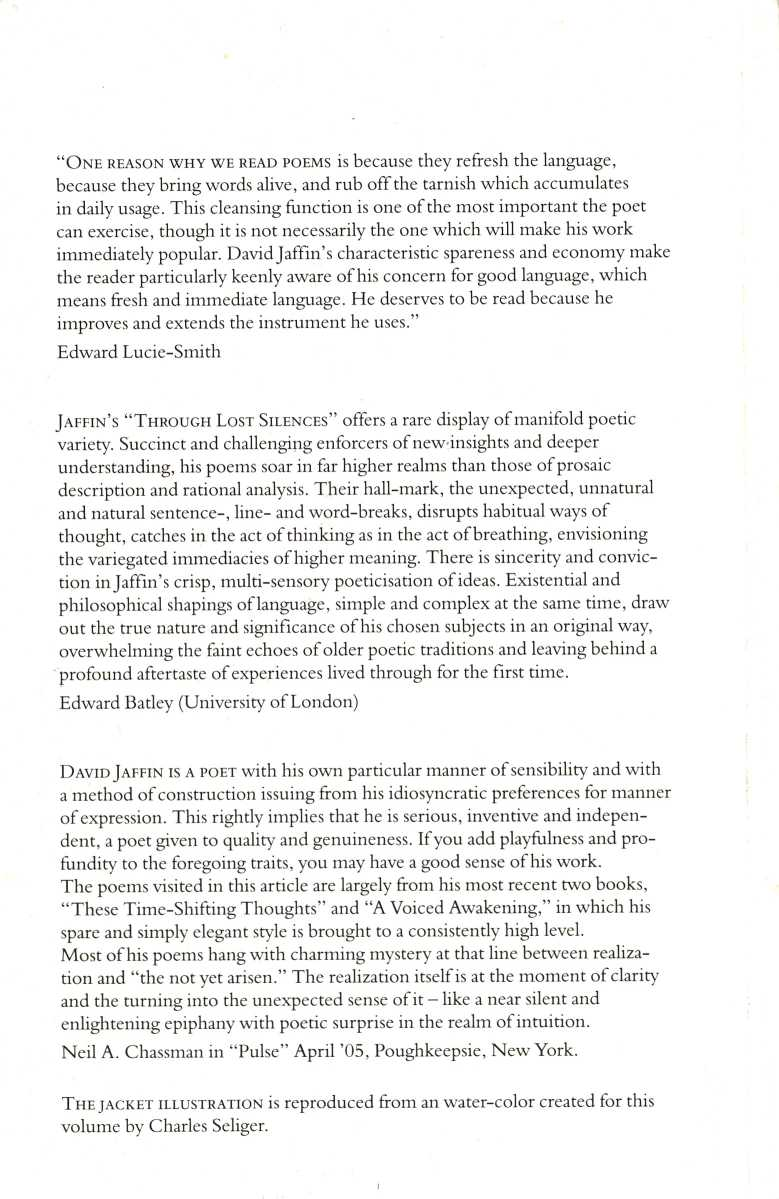 “ONE REASON WHY WE READ POEMS is because they refresh the language,
because they bring words alive, and rub off the tarnish which accumulates
in daily usage. This cleansing function is one of the most important the poet
can exercise, though it is not necessarily the one which will make his work
immediately popular. David Jaffin’s characteristic spareness and economy make
the reader particularly keenly aware of his concern for good language, which
means fresh and immediate language. He deserves to be read because he
improves and extends the instrument he uses.”
Edward Lucie-Smith
JAFFIN’S “THROUGH LOST SILENCES” offers a rare display of manifold poetic
variety. Succinct and challenging enforcers of new insights and deeper
understanding, his poems soar in far higher realms than those of prosaic
description and rational analysis. Their hall-mark, the unexpected, unnatural
and natural sentence-, line- and word-breaks, disrupts habitual ways of
thought, catches in the act of thinking as in the act of breathing, envisioning
the variegated immediacies of higher meaning. There is sincerity and convic-
tion in Jaffin’s crisp, multi-sensory poeticisation of ideas. Existential and
philosophical shapings of language, simple and complex at the same time, draw
out the true nature and significance of his chosen subjects in an original way,
overwhelming the faint echoes of older poetic traditions and leaving behind a
profound aftertaste of experiences lived through for the first time.
Edward Batley (University of London)
DAVID JAFFIN IS A POET with his own particular manner of sensibility and with
a method of construction issuing from his idiosyncratic preferences for manner
of expression. This rightly implies that he is serious, inventive and indepen-
dent, a poet given to quality and genuineness. If you add playfulness and pro-
fundity to the foregoing traits, you may have a good sense of his work.
The poems visited in this article are largely from his most recent two books,
“These Time-Shifting Thoughts” and “A Voiced Awakening,” in which his
spare and simply elegant style is brought to a consistently high level.
Most of his poems hang with charming mystery at that line between realiza-
tion and “the not yet arisen.” The realization itself is at the moment of clarity
and the turning into the unexpected sense of it – like a near silent and
enlightening epiphany with poetic surprise in the realm of intuition.
Neil A. Chassman in “Pulse” April ’05, Poughkeepsie, New York.
THE JACKET ILLUSTRATION is reproduced from an water-color created for this
volume by Charles Seliger.